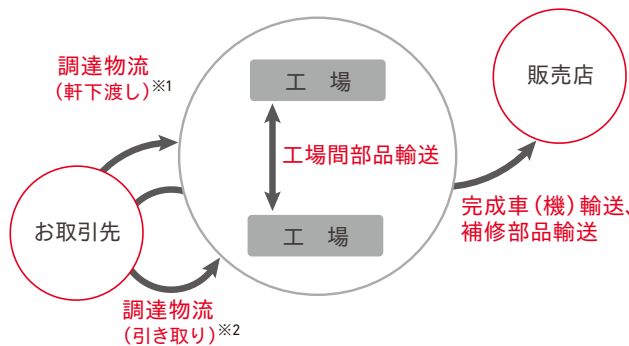 調達物流
（軒下渡し）※1
工 場
販売店
工場間部品輸送
お取引先
工 場
完成車（機）輸送、
補修部品輸送
調達物流
（引き取り）※2